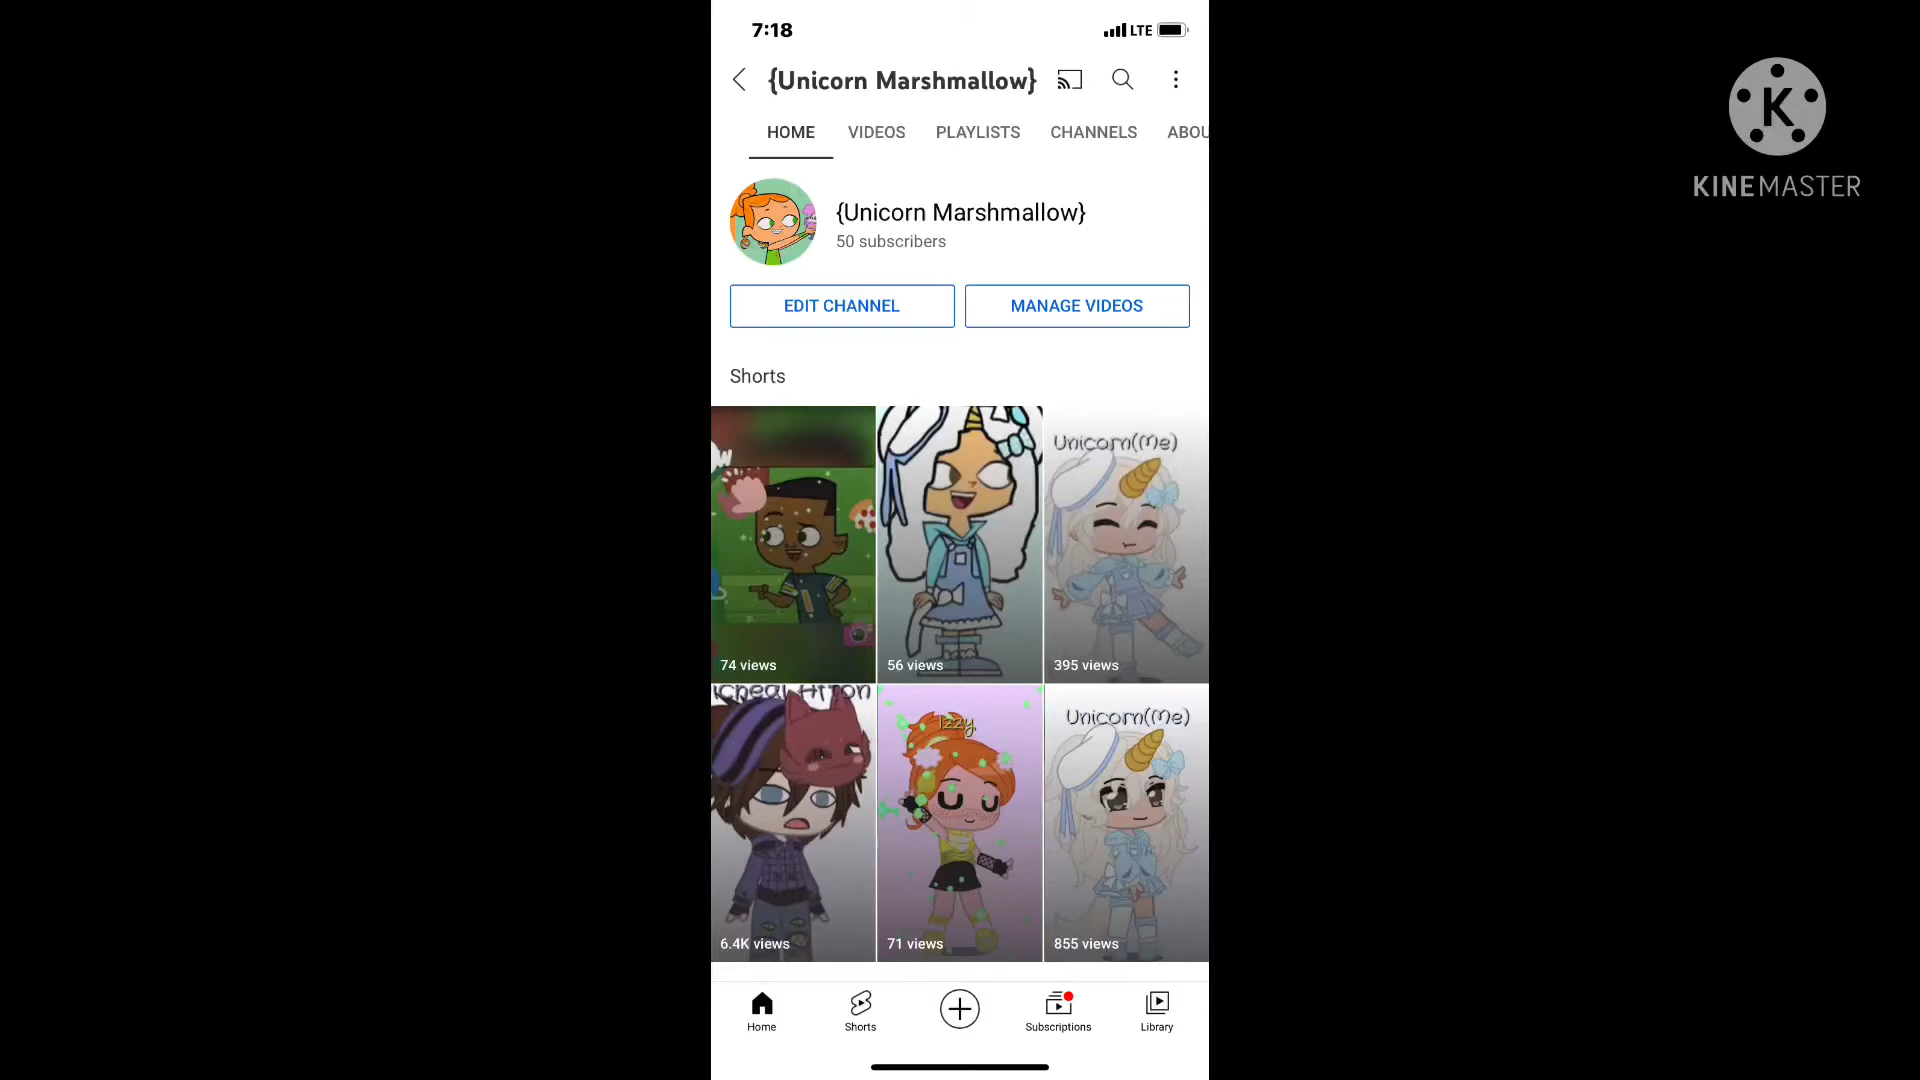 7:18
LTE
{Unicorn Marshmallow}
HOME VIDEOS PLAYLISTS CHANNELS ABOU
K
KINEMASTER
{Unicorn Marshmallow}
50 subscribers
EDIT CHANNEL MANAGE VIDEOS
Shorts
Unicorn(Me)
74 views 56 views 395 views
icheal Afton
Izzy
Unicorn(Me)
6.4K views 71 views 855 views
Home Shorts Subscriptions Library